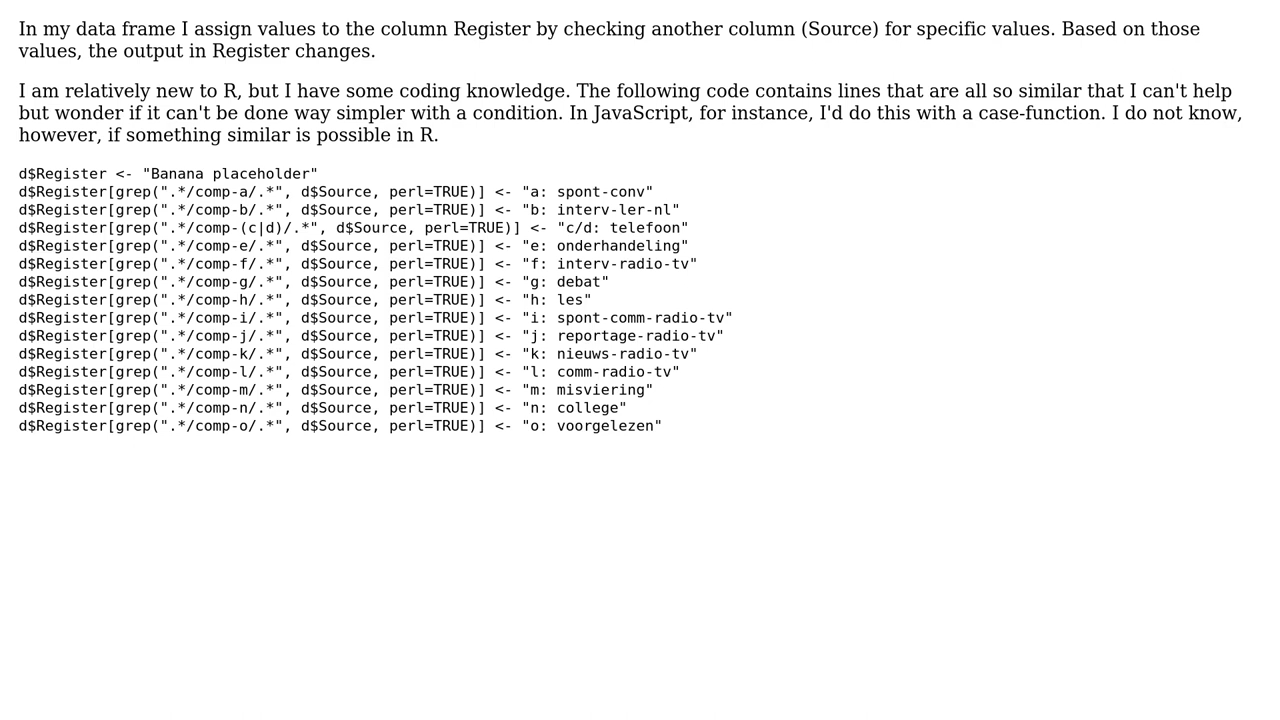 In my data frame I assign values to the column Register by checking another column (Source) for specific values. Based on those
values, the output in Register changes.
I am relatively new to R, but I have some coding knowledge. The following code contains lines that are all so similar that I can't help
but wonder if it can't be done way simpler with a condition. In JavaScript, for instance, I'd do this with a case-function. I do not know,
however, if something similar is possible in R.
d$Register <- "Banana placeholder"
d$Register[grep(".*/comp-a/.*", d$Source, perl=TRUE)] <- "a: spont-conv"
d$Register[grep(".*/comp-b/.*", d$Source, perl=TRUE)] <- "b: interv-ler-nl"
d$Register[grep(".*/comp-(c|d)/.*", d$Source, perl=TRUE)] <- "c/d: telefoon"
d$Register[grep(".*/comp-e/.*", d$Source, perl=TRUE)] <- "e: onderhandeling"
d$Register[grep(".*/comp-f/.*", d$Source, perl=TRUE)] <- "f: interv-radio-tv"
d$Register[grep(".*/comp-g/.*", d$Source, perl=TRUE)] <- "g: debat"
d$Register[grep(".*/comp-h/.*", d$Source, perl=TRUE)] <- "h: les"
d$Register[grep(".*/comp-i/.*", d$Source, perl=TRUE)] <- "i: spont-comm-radio-tv"
d$Register[grep(".*/comp-j/.*", d$Source, perl=TRUE)] <- "j: reportage-radio-tv"
d$Register[grep(".*/comp-k/.*", d$Source, perl=TRUE)] <- "k: nieuws-radio-tv"
d$Register[grep(".*/comp-l/.*", d$Source, perl=TRUE)] <- "l: comm-radio-tv"
d$Register[grep(".*/comp-m/.*", d$Source, perl=TRUE)] <- "m: misviering"
d$Register[grep(".*/comp-n/.*", d$Source, perl=TRUE)] <- "n: college"
d$Register[grep(".*/comp-o/.*", d$Source, perl=TRUE)] <- "o: voorgelezen"